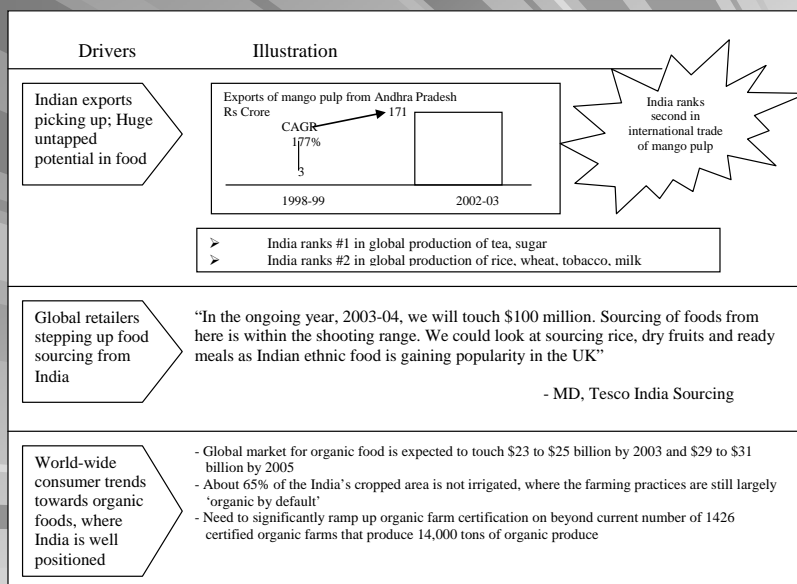 Drivers
Illustration
Indian exports
picking up; Huge
untapped
potential in food
Exports of mango pulp from Andhra Pradesh
Rs Crore
CAGR
177%
171
3
1998-99
2002-03
India ranks
second in
international trade
of mango pulp
➢ India ranks #1 in global production of tea, sugar
➢ India ranks #2 in global production of rice, wheat, tobacco, milk
Global retailers
stepping up food
sourcing from
India
“In the ongoing year, 2003-04, we will touch $100 million. Sourcing of foods from
here is within the shooting range. We could look at sourcing rice, dry fruits and ready
meals as Indian ethnic food is gaining popularity in the UK”
- MD, Tesco India Sourcing
World-wide
consumer trends
towards organic
foods, where
India is well
positioned
- Global market for organic food is expected to touch $23 to $25 billion by 2003 and $29 to $31
billion by 2005
- About 65% of the India’s cropped area is not irrigated, where the farming practices are still largely
‘organic by default’
- Need to significantly ramp up organic farm certification on beyond current number of 1426
certified organic farms that produce 14,000 tons of organic produce